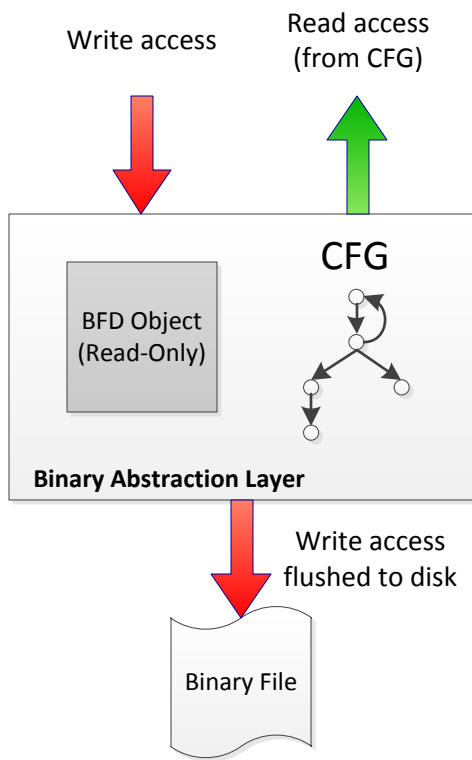 Write access
Read access
(from CFG)
CFG
BFD Object
(Read-Only)
Binary Abstraction Layer
Write access
flushed to disk
Binary File